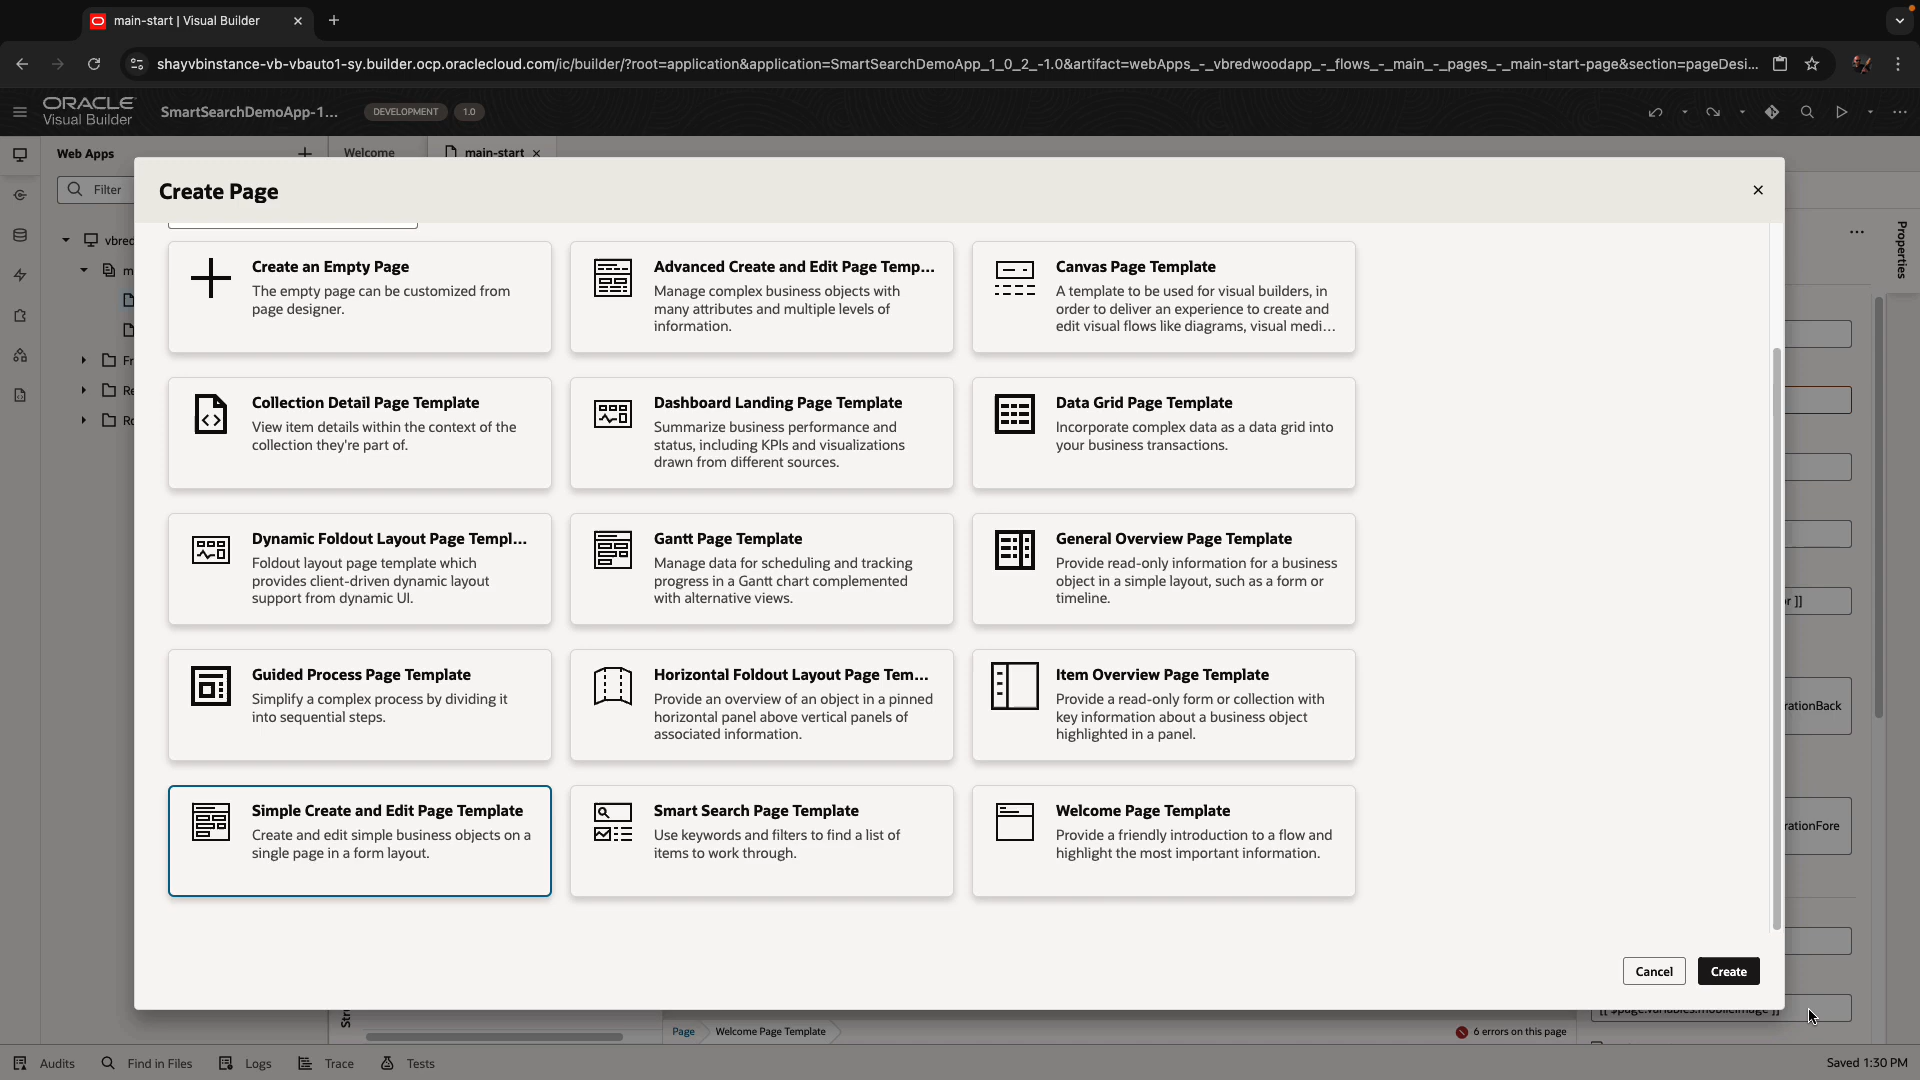 main-start | Visual Builder
shayvbinstance-vb-vbauto1-sy.builder.ocp.oraclecloud.com/ic/builder/?root=application&application=SmartSearchDemoApp_1_0_2_-1.0&artifact=webApps_-_vbredwoodapp_-_flows_-_main_-_pages_-_main-start-page&section=pageDesi...
ORACLE
Visual Builder
SmartSearchDemoApp-1...
DEVELOPMENT
1.0
Web Apps
Welcome
main-start
Filter
Create Page
vbred
Properties
Create an Empty Page
The empty page can be customized from
page designer.
Advanced Create and Edit Page Temp...
Manage complex business objects with
many attributes and multiple levels of
information.
Canvas Page Template
A template to be used for visual builders, in
order to deliver an experience to create and
edit visual flows like diagrams, visual medi...
m
Fr
Re
Ro
Collection Detail Page Template
View item details within the context of the
collection they're part of.
Dashboard Landing Page Template
Summarize business performance and
status, including KPIs and visualizations
drawn from different sources.
Data Grid Page Template
Incorporate complex data as a data grid into
your business transactions.
Dynamic Foldout Layout Page Templ...
Foldout layout page template which
provides client-driven dynamic layout
support from dynamic UI.
Gantt Page Template
Manage data for scheduling and tracking
progress in a Gantt chart complemented
with alternative views.
General Overview Page Template
Provide read-only information for a business
object in a simple layout, such as a form or
timeline.
or ]]
Guided Process Page Template
Simplify a complex process by dividing it
into sequential steps.
Horizontal Foldout Layout Page Tem...
Provide an overview of an object in a pinned
horizontal panel above vertical panels of
associated information.
Item Overview Page Template
Provide a read-only form or collection with
key information about a business object
highlighted in a panel.
rationBack
Simple Create and Edit Page Template
Create and edit simple business objects on a
single page in a form layout.
Smart Search Page Template
Use keywords and filters to find a list of
items to work through.
Welcome Page Template
Provide a friendly introduction to a flow and
highlight the most important information.
rationFore
Cancel
Create
[[ $page.variables.mobileImage ]]
Page
Welcome Page Template
6 errors on this page
Audits
Find in Files
Logs
Trace
Tests
Saved 1:30 PM